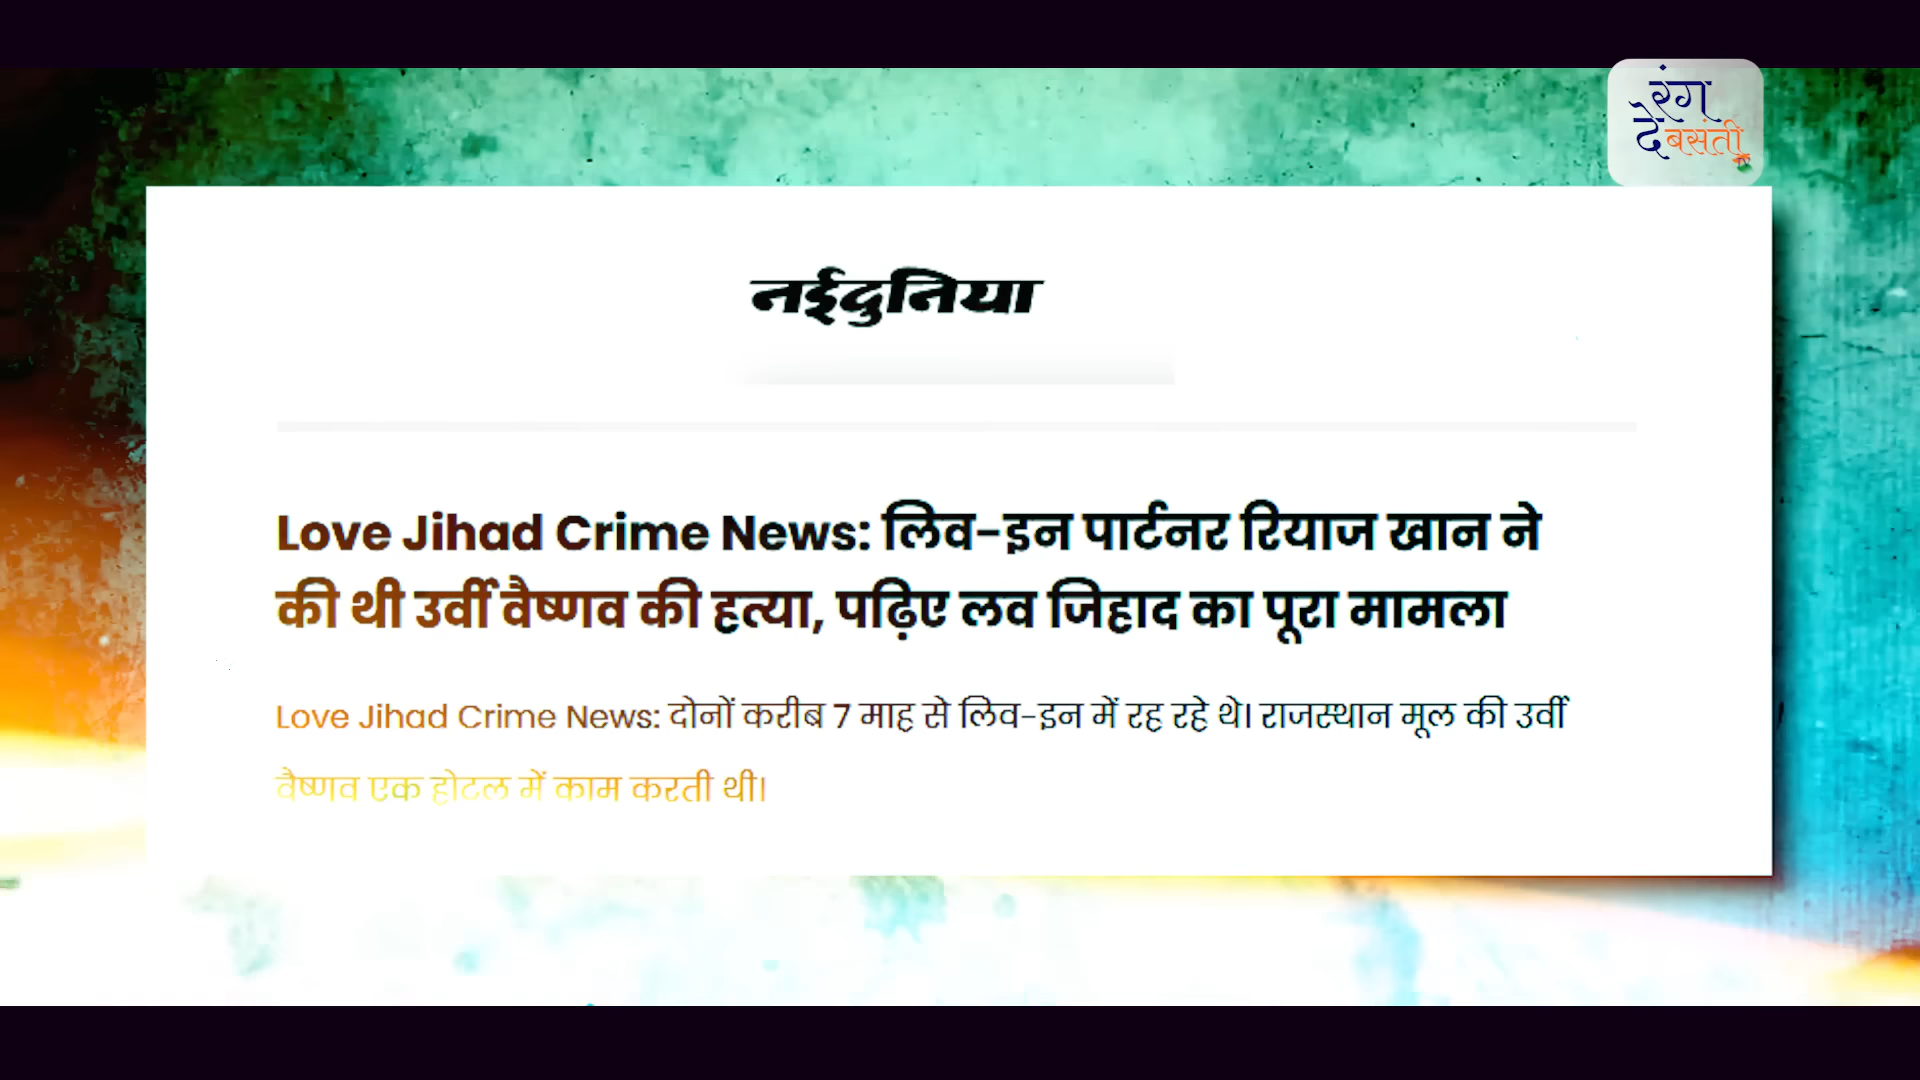 रंग
दे बसंती
नईदुनिया
Love Jihad Crime News: लिव-इन पार्टनर रियाज खान ने
की थी उर्वी वैष्णव की हत्या, पढ़िए लव जिहाद का पूरा मामला
Love Jihad Crime News: दोनों करीब 7 माह से लिव-इन में रह रहे थे। राजस्थान मूल की उर्वी
वैष्णव एक होटल में काम करती थी।